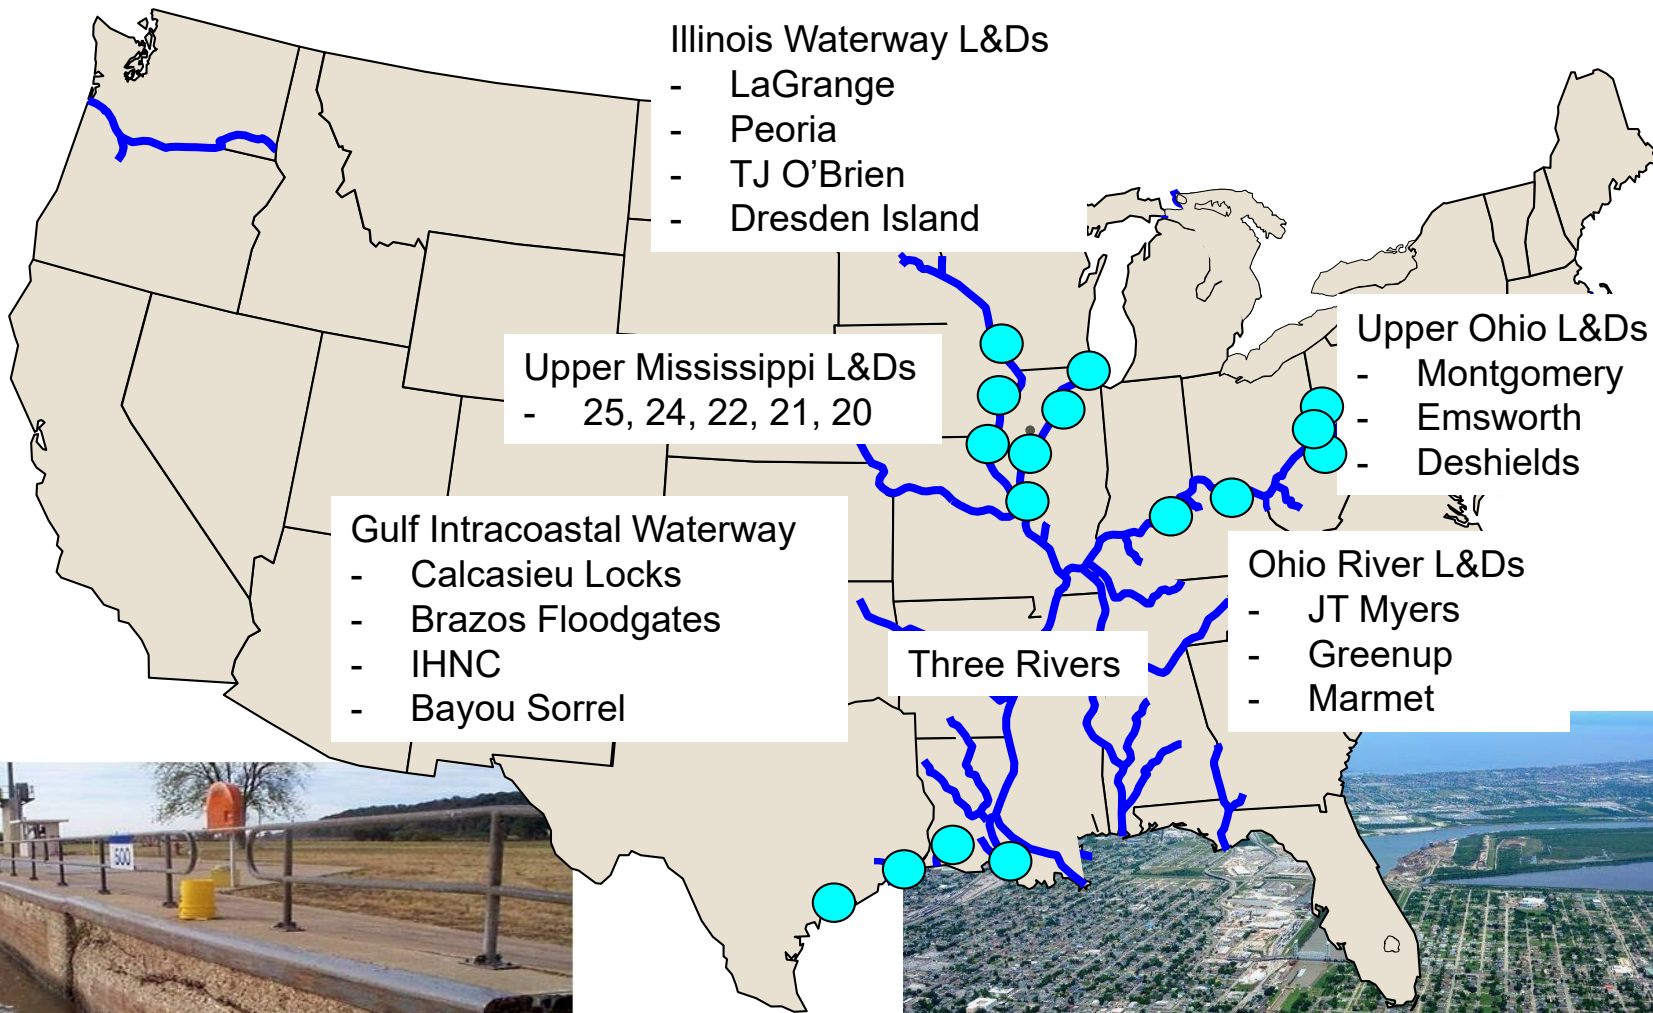 Illinois Waterway L&Ds
- LaGrange
- Peoria
- TJ O’Brien
- Dresden Island
Upper Mississippi L&Ds
- 25, 24, 22, 21, 20
Upper Ohio L&Ds
- Montgomery
- Emsworth
- Deshields
Gulf Intracoastal Waterway
- Calcasieu Locks
- Brazos Floodgates
- IHNC
- Bayou Sorrel
Ohio River L&Ds
- JT Myers
- Greenup
- Marmet
Three Rivers
500